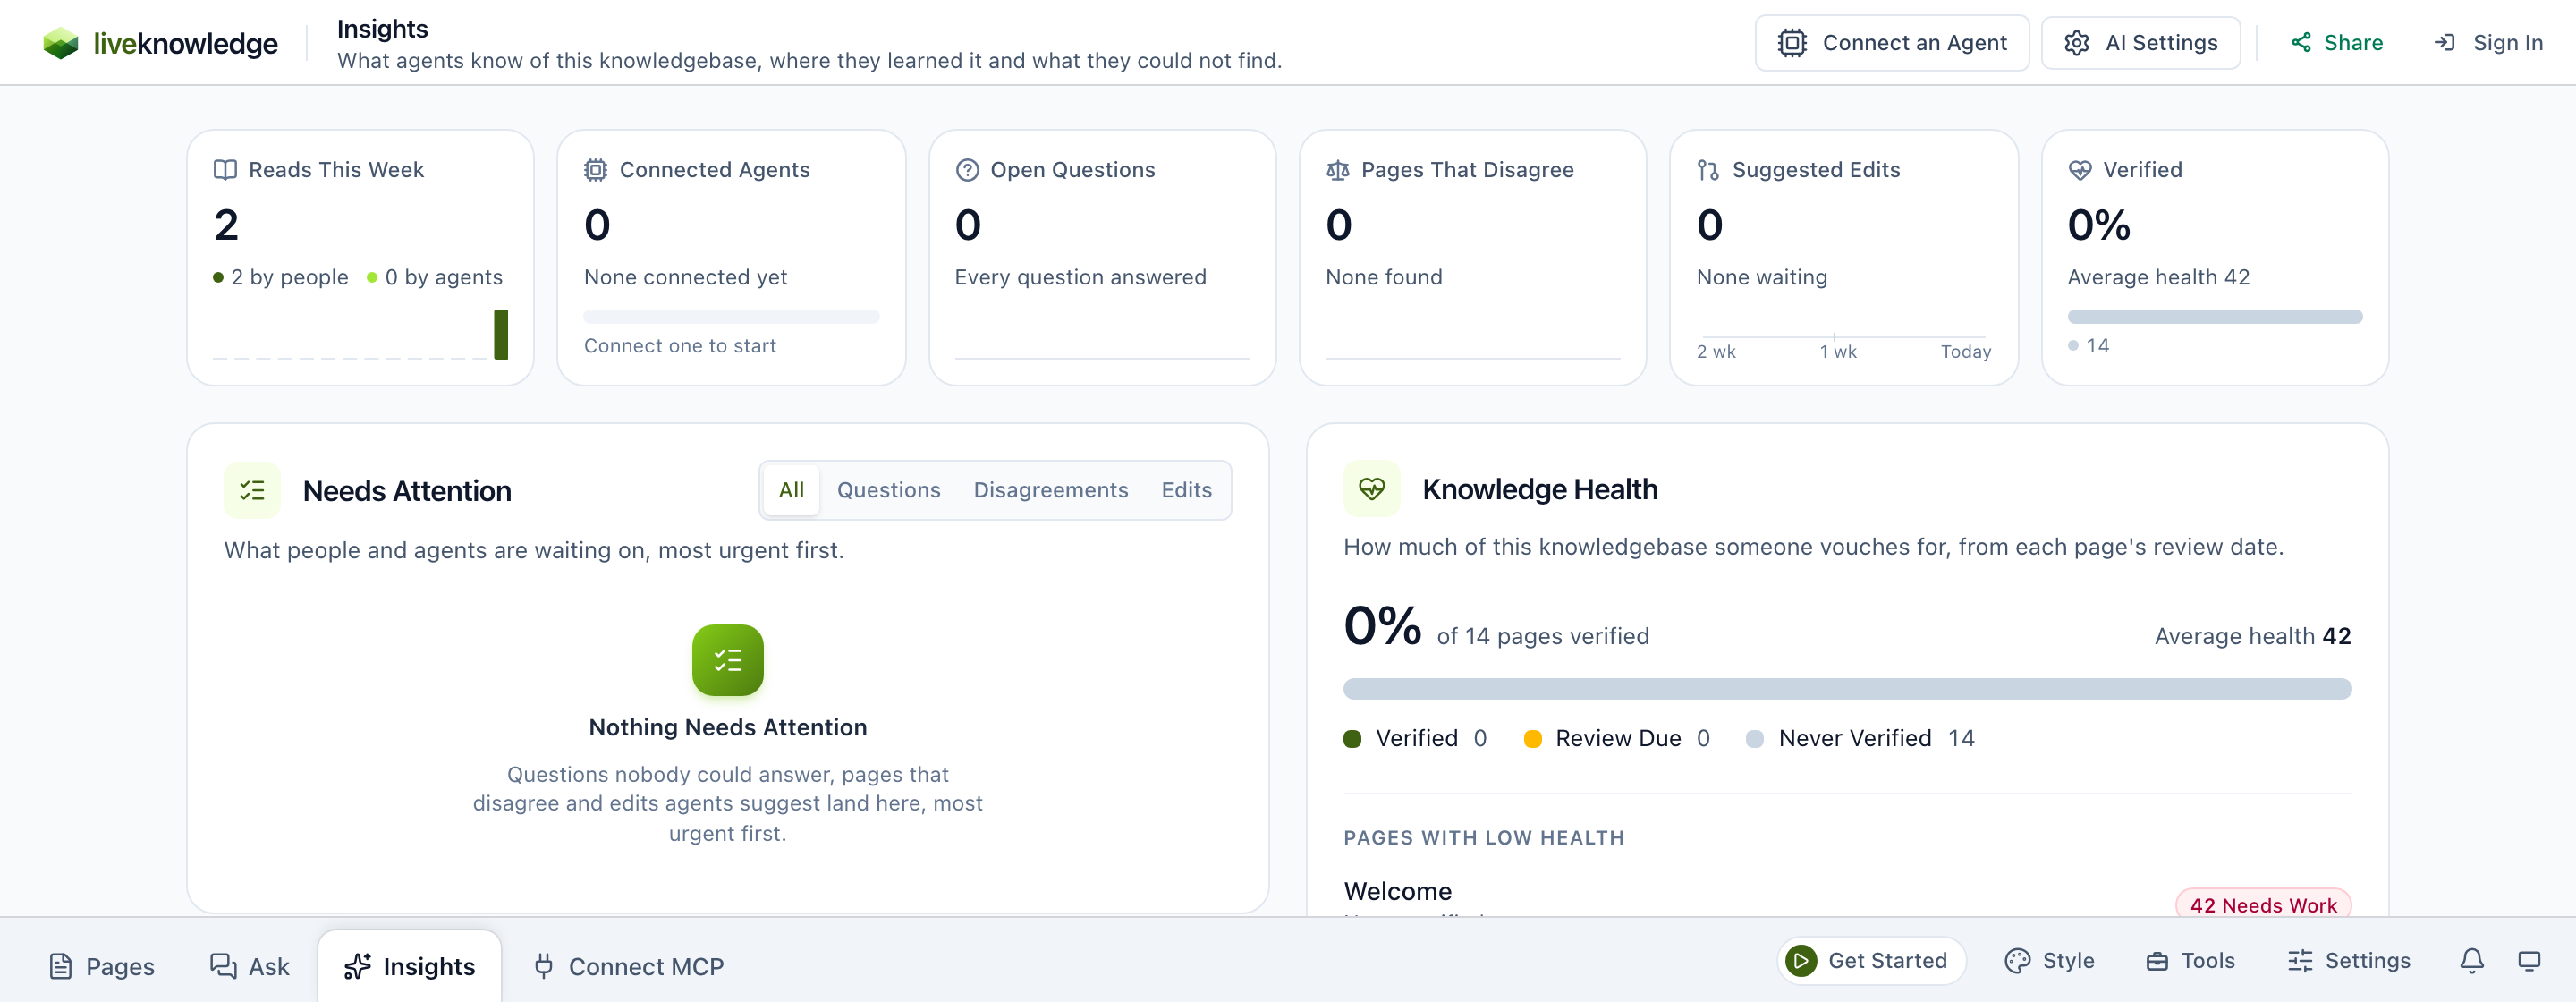 liveknowledge
Insights
What agents know of this knowledgebase, where they learned it and what they could not find.
Connect an Agent
AI Settings
Share
Sign In
Reads This Week
2
2 by people 0 by agents
Connected Agents
0
None connected yet
Connect one to start
Open Questions
0
Every question answered
Pages That Disagree
0
None found
Suggested Edits
0
None waiting
2 wk 1 wk Today
Verified
0%
Average health 42
14
Needs Attention
All Questions Disagreements Edits
What people and agents are waiting on, most urgent first.
Nothing Needs Attention
Questions nobody could answer, pages that
disagree and edits agents suggest land here, most
urgent first.
Knowledge Health
How much of this knowledgebase someone vouches for, from each page's review date.
0% of 14 pages verified
Average health 42
Verified 0 Review Due 0 Never Verified 14
PAGES WITH LOW HEALTH
Welcome
42 Needs Work
Pages
Ask
Insights
Connect MCP
Get Started
Style
Tools
Settings